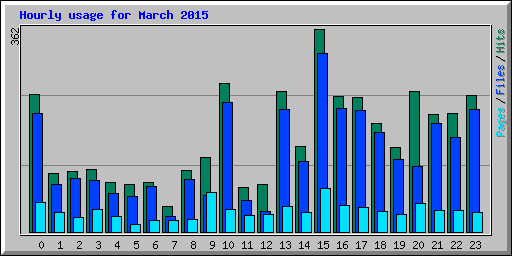 Hourly usage for March 2015
362
Pages/Files/Hits
0 1 2 3 4 5 6 7 8 9 10 11 12 13 14 15 16 17 18 19 20 21 22 23